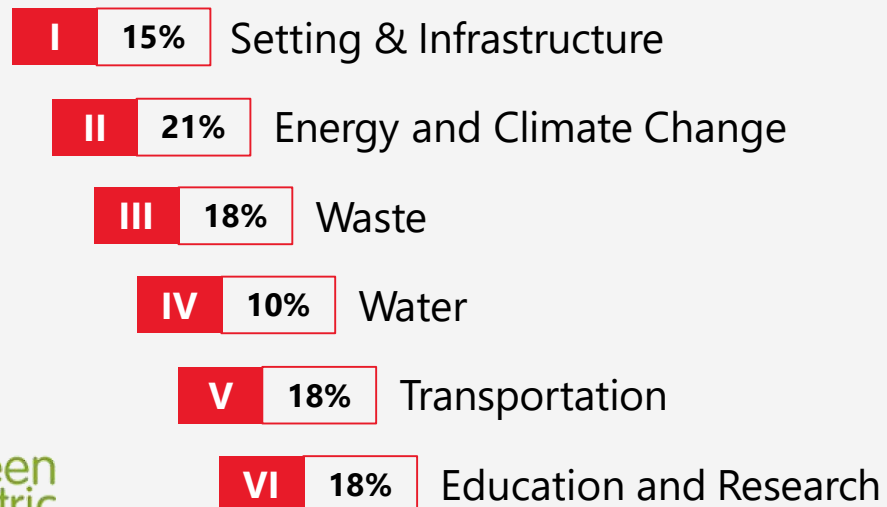 I 15% Setting & Infrastructure
II 21% Energy and Climate Change
III 18% Waste
IV 10% Water
V 18% Transportation
VI 18% Education and Research